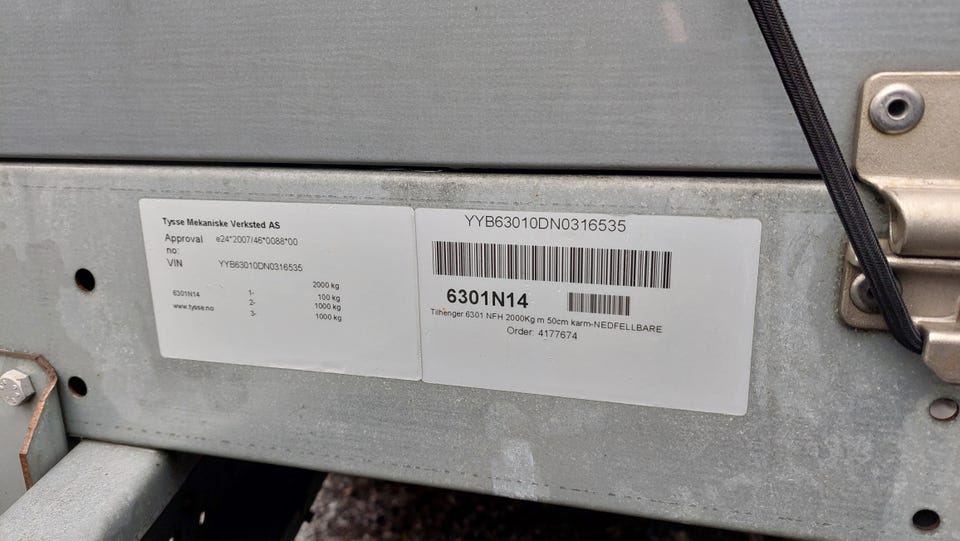 Tysse Mekaniske Verksted AS
Approval no: e24*2007/46*0088*00
VIN YYB63010DN0316535
2000 kg
6301N14 1- 100 kg
www.tysse.no 2- 1000 kg
3- 1000 kg
YYB63010DN0316535
6301N14
Tilhenger 6301 NFH 2000Kg m 50cm karm-NEDFELLBARE
Order: 4177674